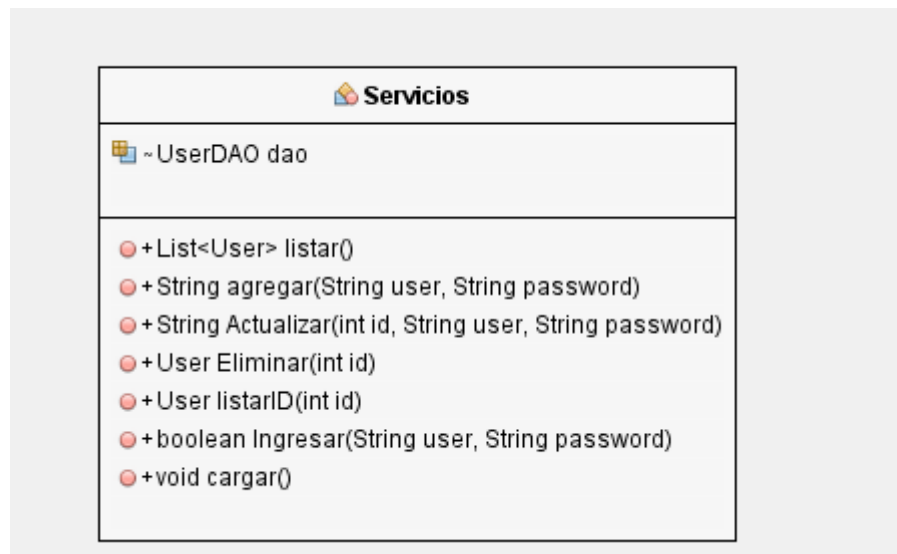 Servicios
~UserDAO dao
+List<User> listar()
+String agregar(String user, String password)
+String Actualizar(int id, String user, String password)
+User Eliminar(int id)
+User listarID(int id)
+boolean Ingresar(String user, String password)
+void cargar()